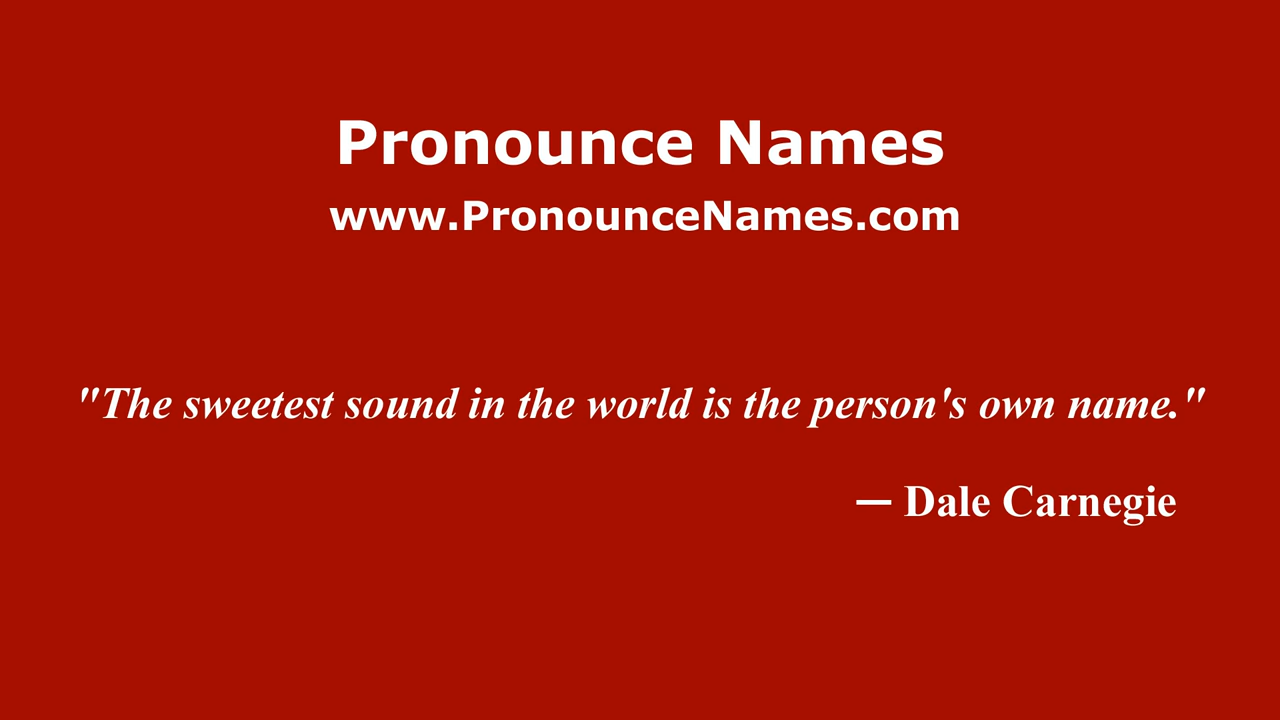 Pronounce Names
www.PronounceNames.com
"The sweetest sound in the world is the person's own name."
— Dale Carnegie